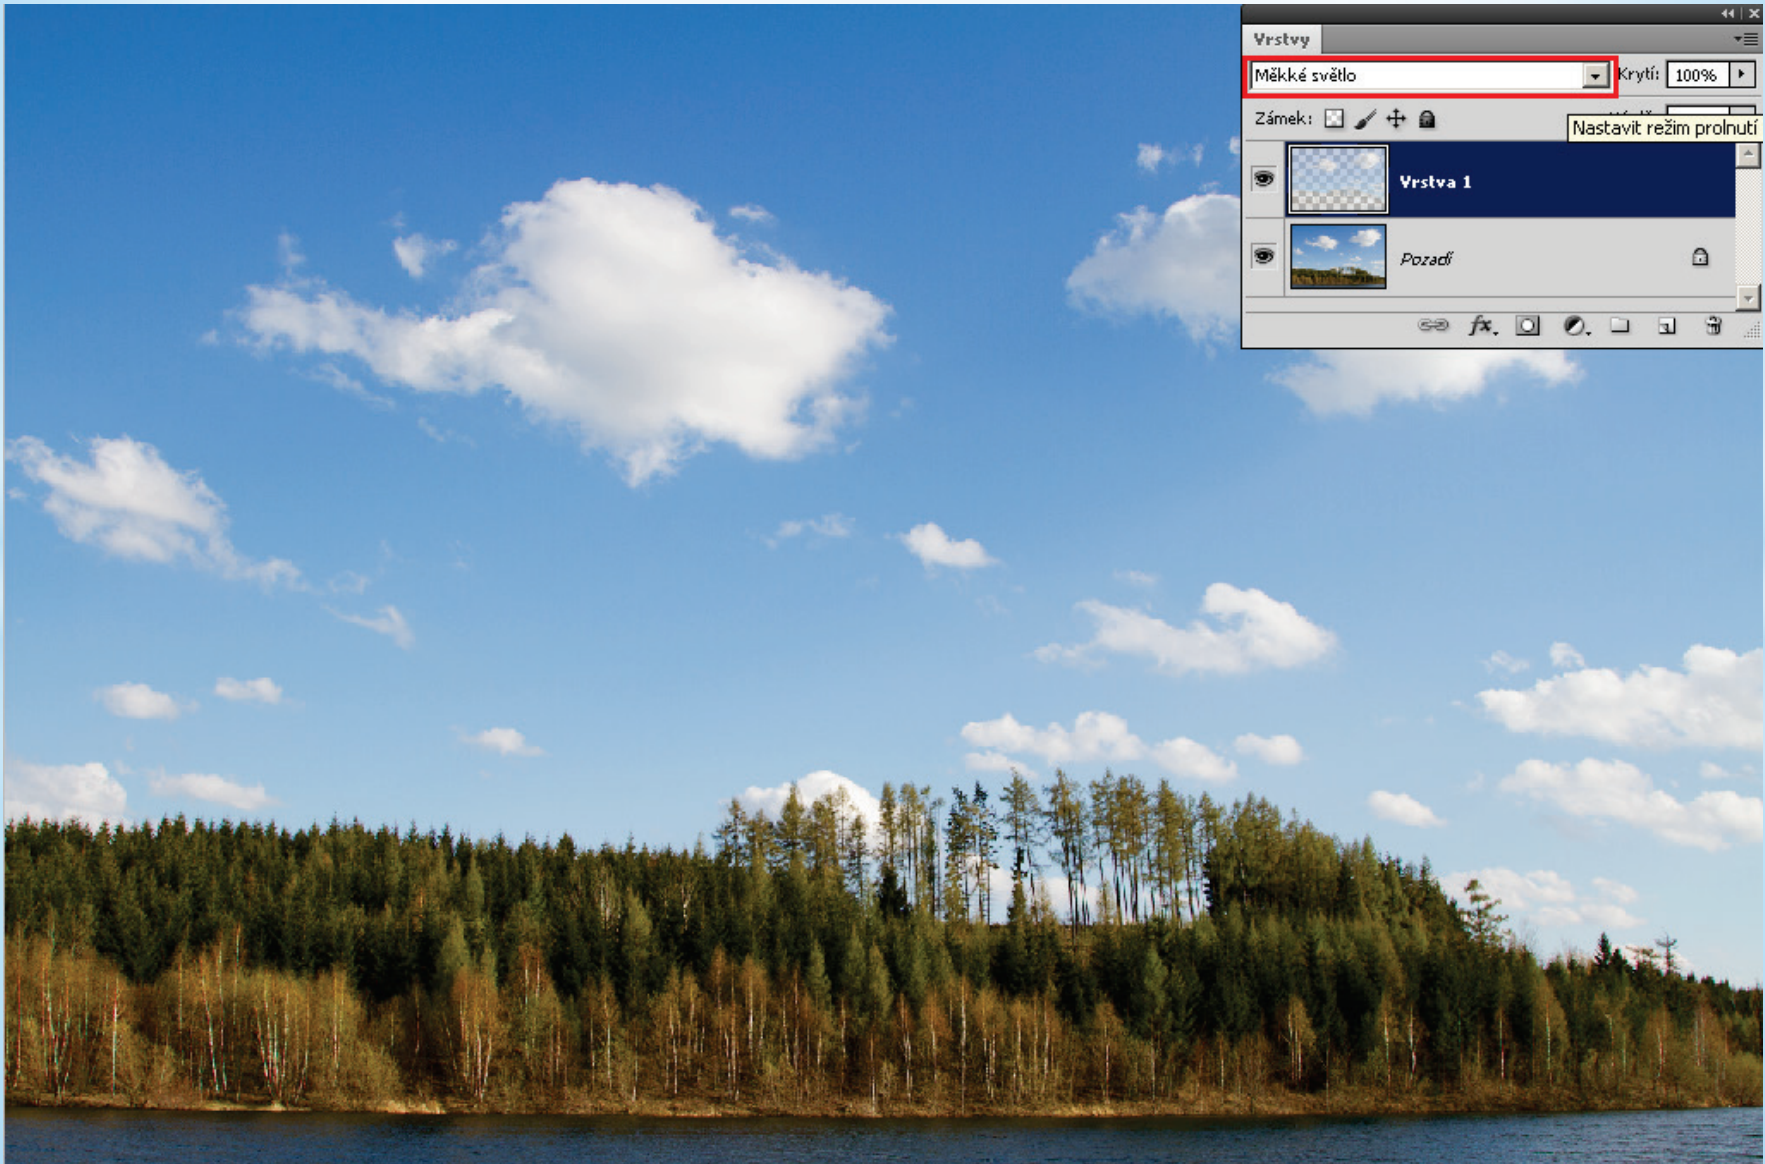 Vrstvy
Měkké světlo
Krytí: 100%
Zámek:
Nastavit režim prolnutí
Vrstva 1
Pozadí
fx.